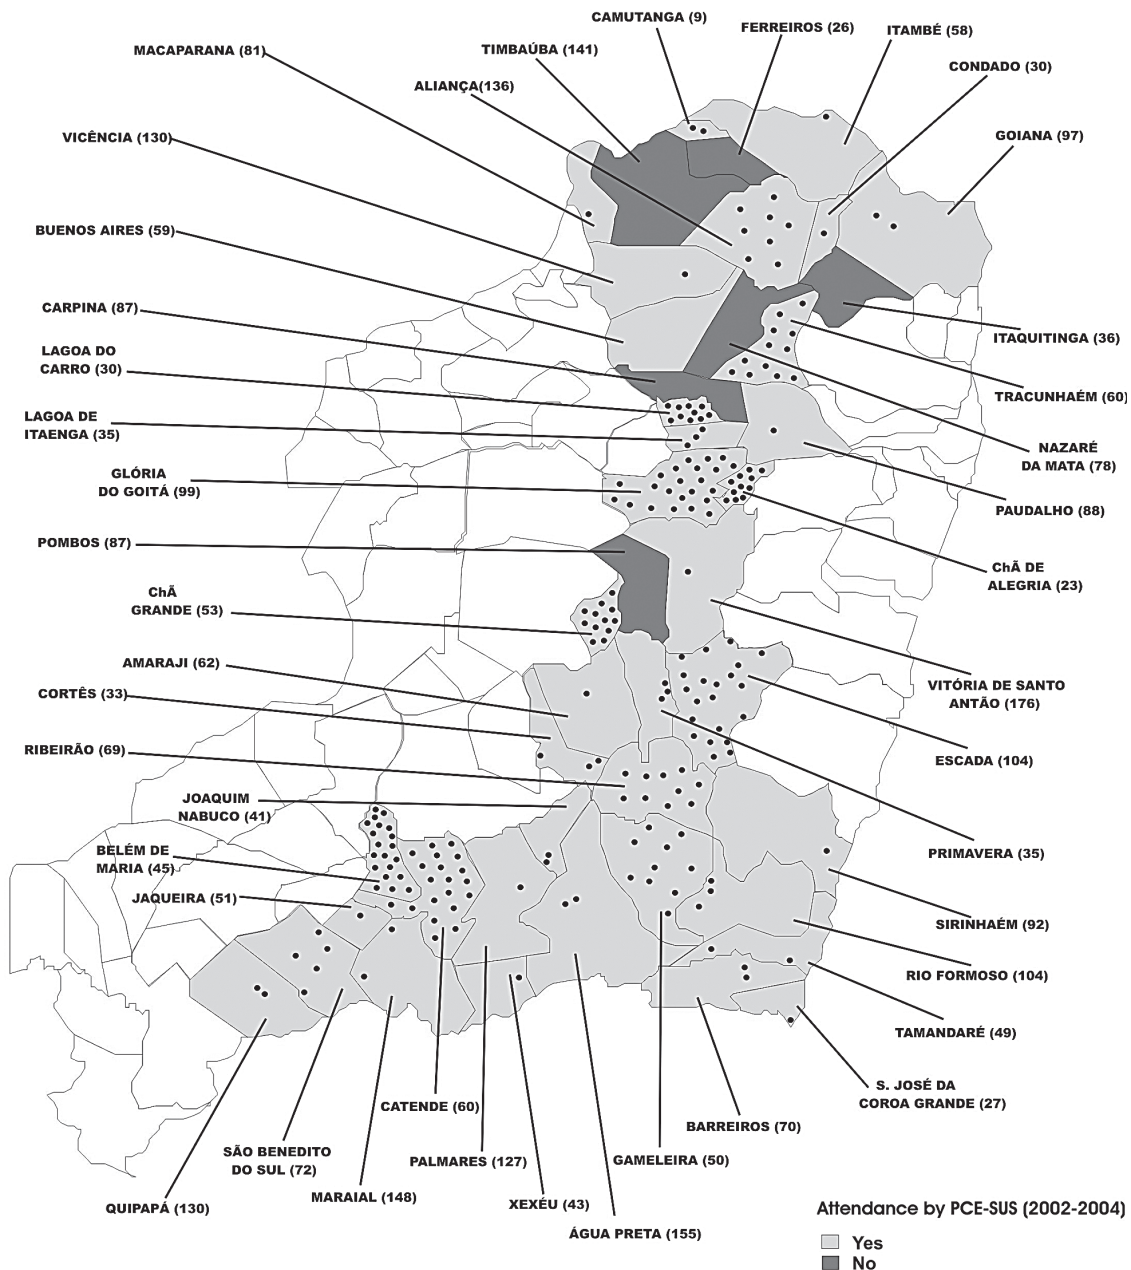 CAMUTANGA (9)
FERREIROS (26)
ITAMBÉ (58)
MACAPARANA (81)
TIMBAÚBA (141)
CONDADO (30)
ALIANÇA(136)
VICÊNCIA (130)
GOIANA (97)
BUENOS AIRES (59)
CARPINA (87)
ITAQUITINGA (36)
LAGOA DO
CARRO (30)
TRACUNHAÉM (60)
LAGOA DE
ITAENGA (35)
NAZARÉ
DA MATA (78)
GLÓRIA
DO GOITÁ (99)
PAUDALHO (88)
POMBOS (87)
ChÃ DE
ALEGRIA (23)
ChÃ
GRANDE (53)
AMARAJI (62)
VITÓRIA DE SANTO
ANTÃO (176)
CORTÊS (33)
RIBEIRÃO (69)
ESCADA (104)
JOAQUIM
NABUCO (41)
BELÉM DE
MARIA (45)
PRIMAVERA (35)
JAQUEIRA (51)
SIRINHAÉM (92)
RIO FORMOSO (104)
TAMANDARÉ (49)
S. JOSÉ DA
COROA GRANDE (27)
CATENDE (60)
BARREIROS (70)
SÃO BENEDITO
DO SUL (72)
PALMARES (127)
GAMELEIRA (50)
MARAIAL (148)
QUIPAPÁ (130)
XEXÉU (43)
ÁGUA PRETA (155)
Attendance by PCE-SUS (2002-2004)
Yes
No